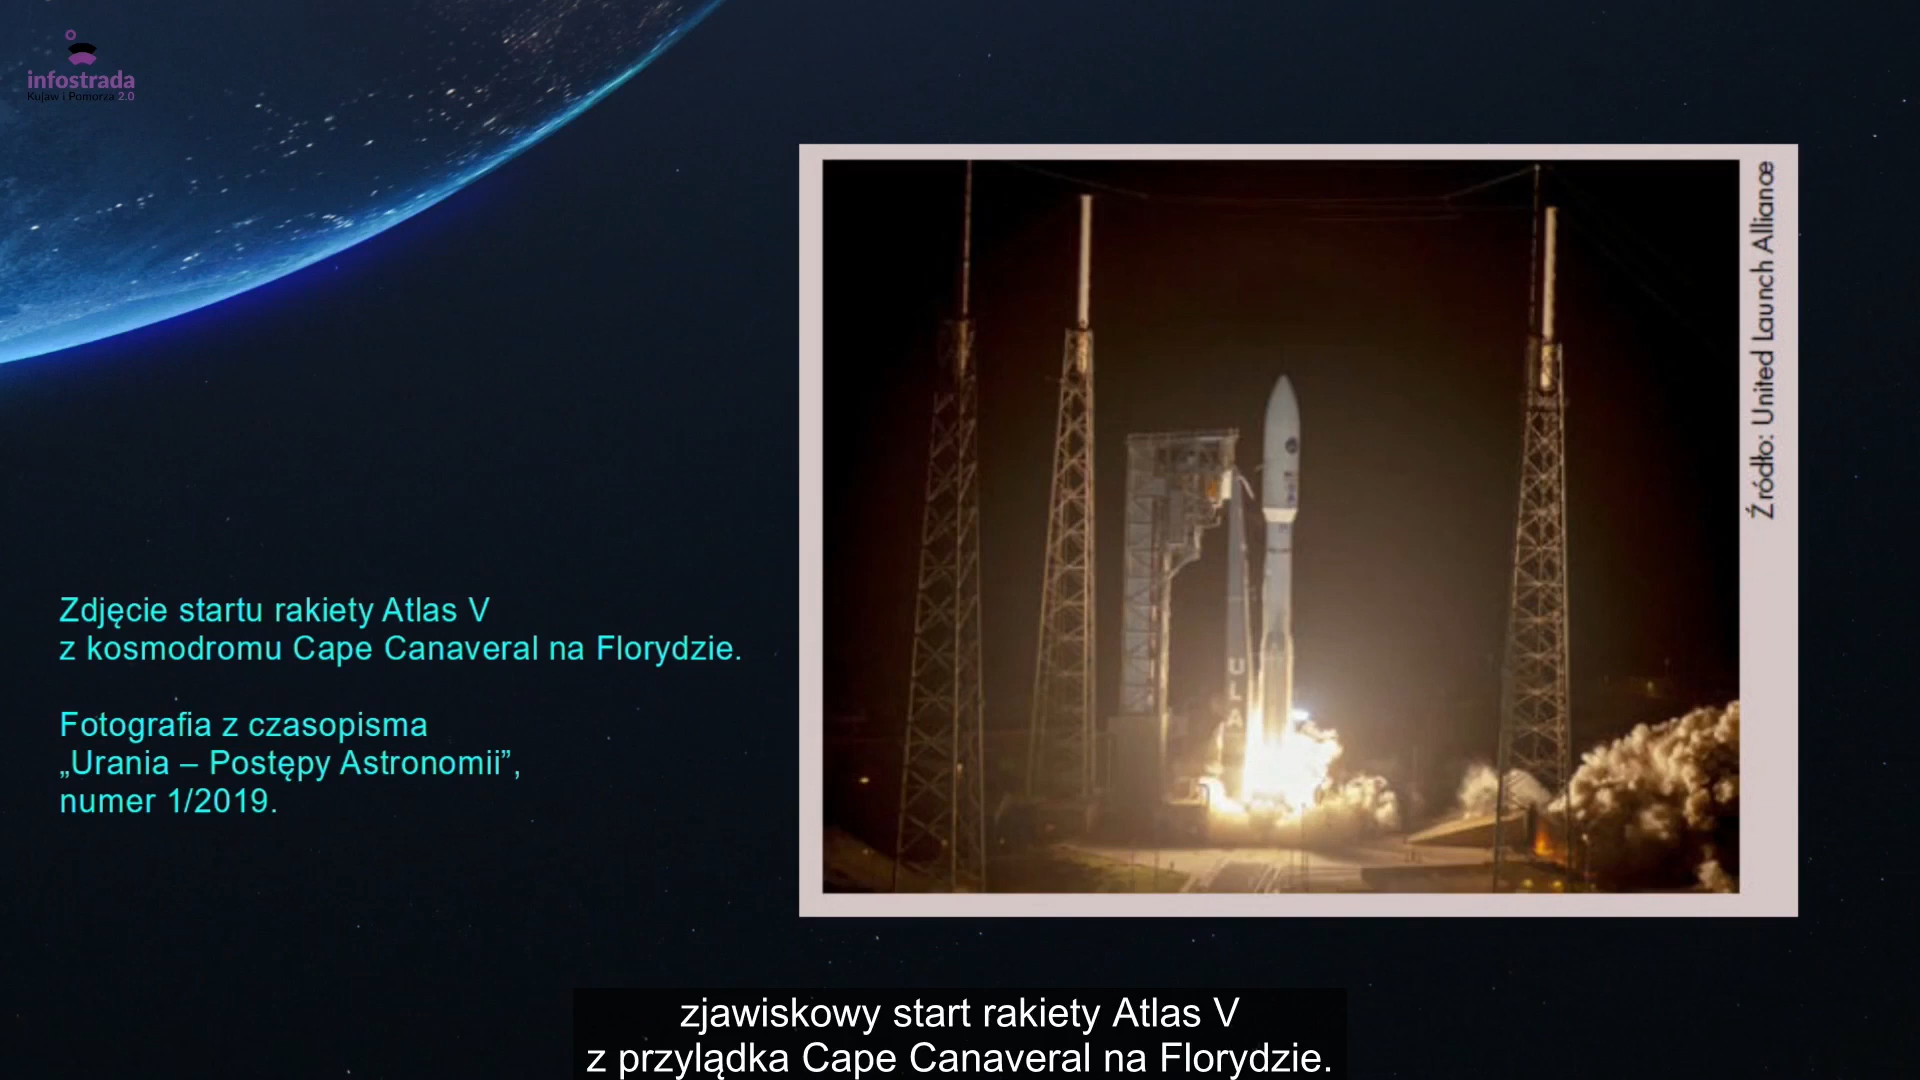 infostrada
Kujaw i Pomorza 2.0
Źródło: United Launch Alliance
ULA
Zdjęcie startu rakiety Atlas V
z kosmodromu Cape Canaveral na Florydzie.
Fotografia z czasopisma
„Urania – Postępy Astronomii”,
numer 1/2019.
zjawiskowy start rakiety Atlas V
z przylądka Cape Canaveral na Florydzie.